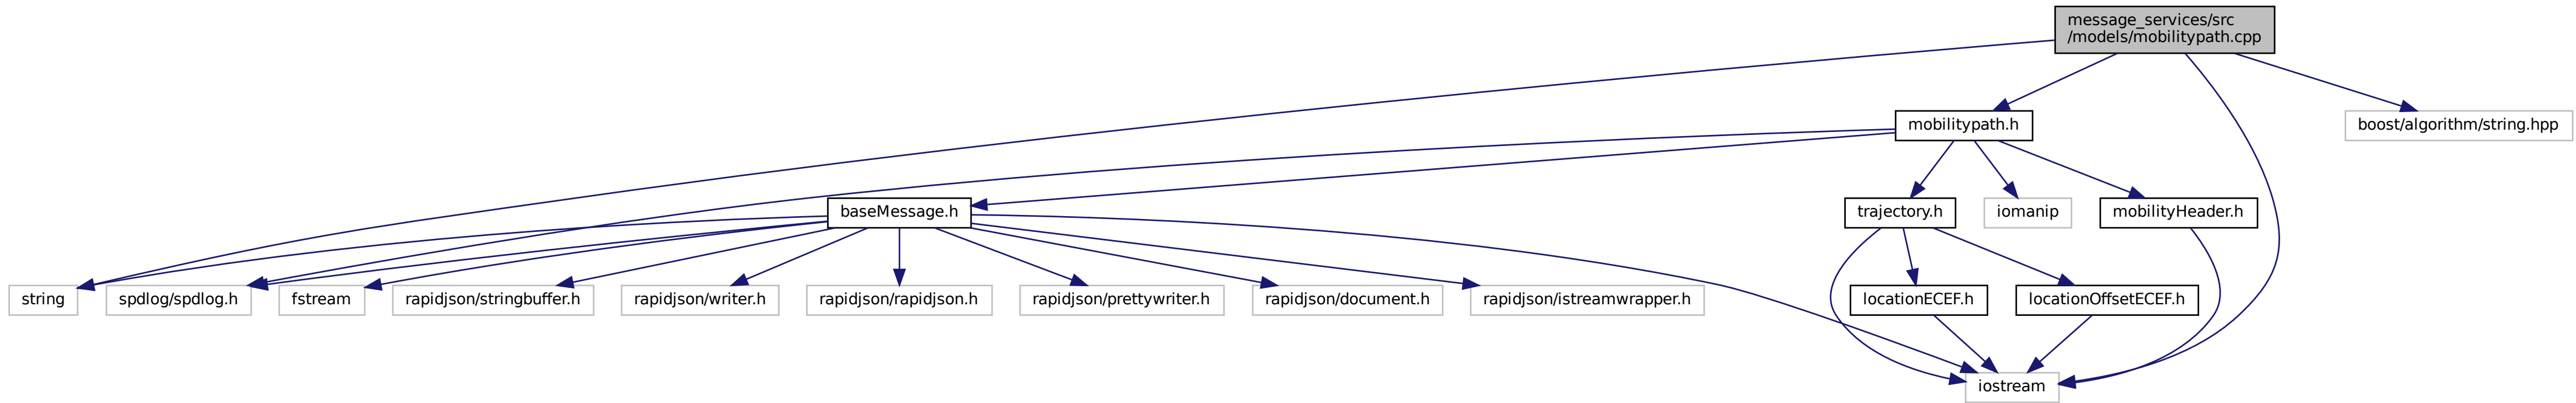 message_services/src
/models/mobilitypath.cpp
mobilitypath.h
boost/algorithm/string.hpp
baseMessage.h
trajectory.h
iomanip
mobilityHeader.h
string
spdlog/spdlog.h
fstream
rapidjson/stringbuffer.h
rapidjson/writer.h
rapidjson/rapidjson.h
rapidjson/prettywriter.h
rapidjson/document.h
rapidjson/istreamwrapper.h
locationECEF.h
locationOffsetECEF.h
iostream